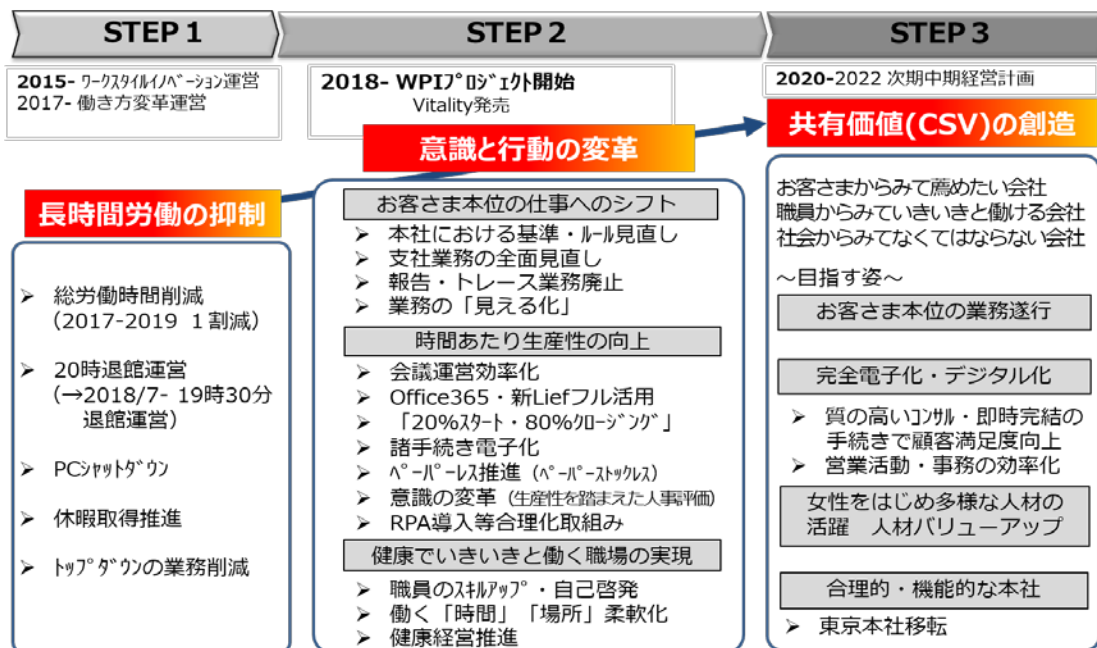 STEP 1
2015- ﾜｰｸｽﾀｲﾙｲﾉﾍﾞｰｼｮﾝ運営
2017- 働き方変革運営
長時間労働の抑制
➢ 総労働時間削減
(2017-2019 １割減)
➢ 20時退館運営
(→2018/7- 19時30分
退館運営)
➢ PCｼｬｯﾄﾀﾞｳﾝ
➢ 休暇取得推進
➢ ﾄｯﾌﾟﾀﾞｳﾝの業務削減
STEP 2
2018- WPIﾌﾟﾛｼﾞｪｸﾄ開始
Vitality発売
意識と行動の変革
お客さま本位の仕事へのシフト
➢ 本社における基準・ﾙｰﾙ見直し
➢ 支社業務の全面見直し
➢ 報告・トレース業務廃止
➢ 業務の「見える化」
時間あたり生産性の向上
➢ 会議運営効率化
➢ Office365・新Liefフル活用
➢ 「20%ｽﾀｰﾄ・80%ｸﾛｰｼﾞﾝｸﾞ」
➢ 諸手続き電子化
➢ ﾍﾟｰﾊﾟｰﾚｽ推進 (ﾍﾟｰﾊﾟｰｽﾄｯｸﾚｽ)
➢ 意識の変革 (生産性を踏まえた人事評価)
➢ RPA導入等合理化取組み
健康でいきいきと働く職場の実現
➢ 職員のｽｷﾙｱｯﾌﾟ・自己啓発
➢ 働く「時間」「場所」柔軟化
➢ 健康経営推進
STEP 3
2020-2022 次期中期経営計画
共有価値(CSV)の創造
お客さまからみて薦めたい会社
職員からみていきいきと働ける会社
社会からみてなくてはならない会社
～目指す姿～
お客さま本位の業務遂行
完全電子化・デジタル化
➢ 質の高いｺﾝｻﾙ・即時完結の
手続きで顧客満足度向上
➢ 営業活動・事務の効率化
女性をはじめ多様な人材の
活躍 人材バリューアップ
合理的・機能的な本社
➢ 東京本社移転